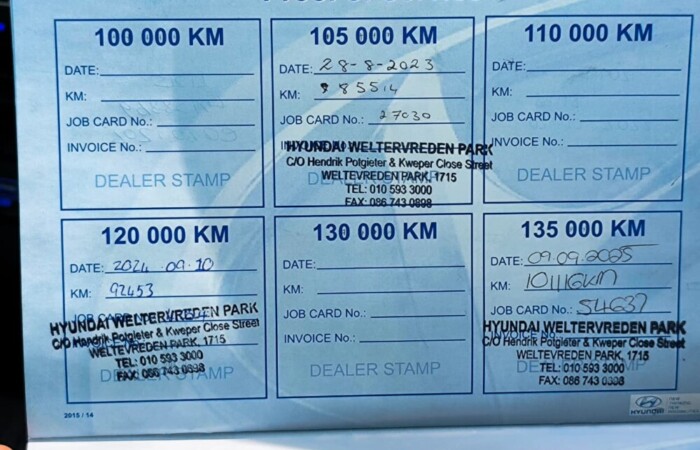 100 000 KM
DATE:
KM:
JOB CARD No.:
INVOICE No.:
DEALER STAMP
105 000 KM
DATE: 28-8-2023
KM: 85514
JOB CARD No.: 27030
HYUNDAI WELTERVREDEN PARK
C/O Hendrik Potgieter & Kweper Close Street
WELTEVREDEN PARK, 1715
TEL: 010 593 3000
FAX: 086 743 0898
110 000 KM
DATE:
KM:
JOB CARD No.:
INVOICE No.:
DEALER STAMP
120 000 KM
DATE: 2024 .09.10
KM: 92453
JOB
HYUNDAI WELTERVREDEN PARK
C/O Hendrik Potgieter & Kweper Close Street
WELTEVREDEN PARK, 1715
TEL: 010 593 3000
FAX: 086 743 0898
DEALER STAMP
130 000 KM
DATE:
KM:
JOB CARD No.:
INVOICE No.:
DEALER STAMP
135 000 KM
DATE: 09.09.2025
KM: 101116km
JOB CARD No.: 54637
HYUNDAI WELTERVREDEN PARK
C/O Hendrik Potgieter & Kweper Close Street
WELTEVREDEN PARK, 1715
TEL: 010 593 3000
FAX: 086 743
2015 / 14
HYUNDAI